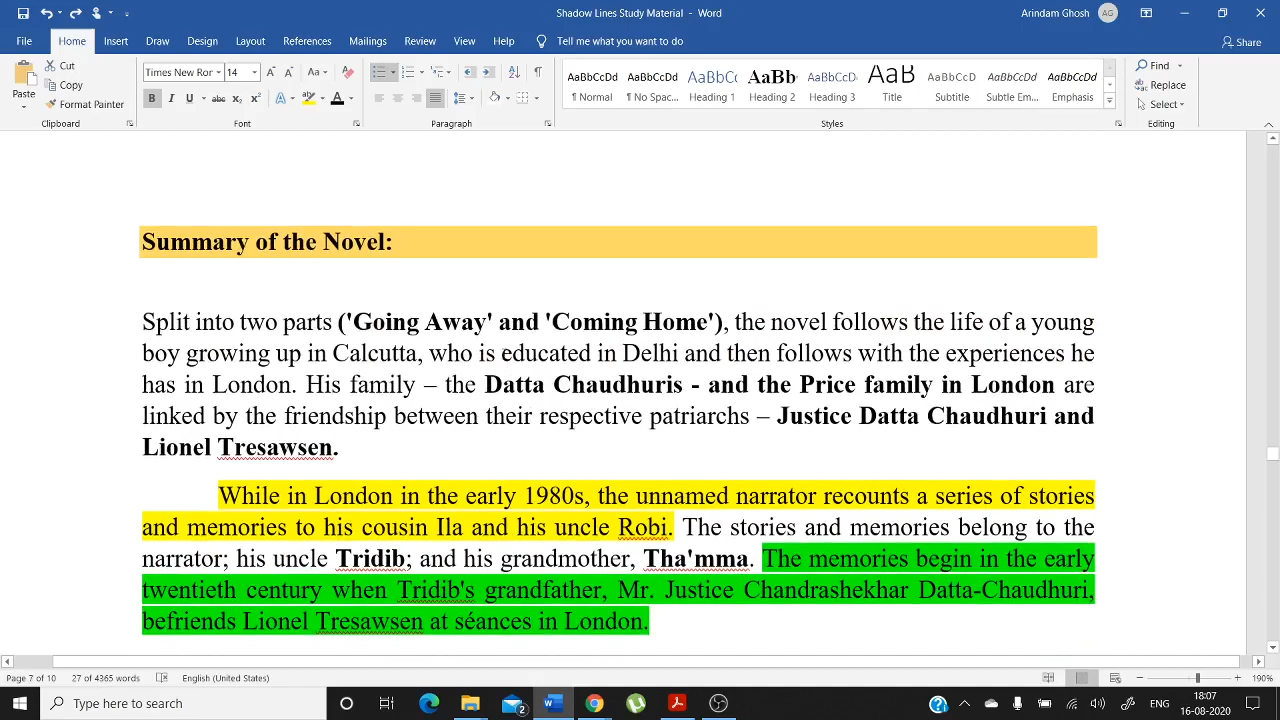 Shadow Lines Study Material - Word
Arindam Ghosh AG
File Home Insert Draw Design Layout References Mailings Review View Help Tell me what you want to do Share
Paste Cut Copy Format Painter
Times New Ror 14
AaBbCcDd AaBbCcDd AaBbCc AaBb AaBbCcD AaB AaBbCcD AaBbCcDd AaBbCcDd
¶ Normal ¶ No Spac... Heading 1 Heading 2 Heading 3 Title Subtitle Subtle Em... Emphasis
Find Replace Select
Clipboard Font Paragraph Styles Editing
Summary of the Novel:
Split into two parts ('Going Away' and 'Coming Home'), the novel follows the life of a young
boy growing up in Calcutta, who is educated in Delhi and then follows with the experiences he
has in London. His family – the Datta Chaudhuris - and the Price family in London are
linked by the friendship between their respective patriarchs – Justice Datta Chaudhuri and
Lionel Tresawsen.
While in London in the early 1980s, the unnamed narrator recounts a series of stories
and memories to his cousin Ila and his uncle Robi. The stories and memories belong to the
narrator; his uncle Tridib; and his grandmother, Tha'mma. The memories begin in the early
twentieth century when Tridib's grandfather, Mr. Justice Chandrashekhar Datta-Chaudhuri,
befriends Lionel Tresawsen at séances in London.
Page 7 of 10 27 of 4365 words English (United States) 190%
Type here to search
2
ENG
18:07
16-08-2020